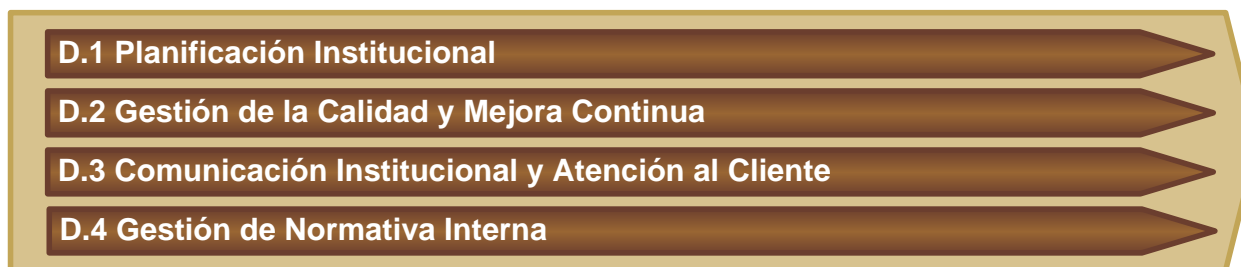 D.1 Planificación Institucional
D.2 Gestión de la Calidad y Mejora Continua
D.3 Comunicación Institucional y Atención al Cliente
D.4 Gestión de Normativa Interna